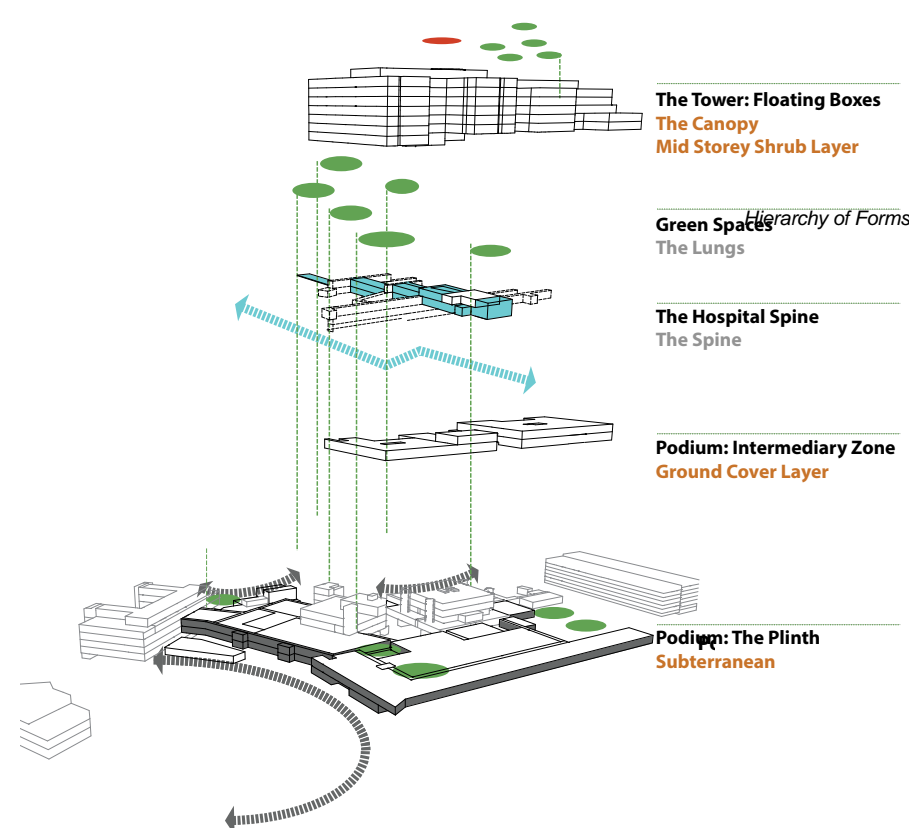 The Tower: Floating Boxes
The Canopy
Mid Storey Shrub Layer
Hierarchy of Forms
Green Spaces
The Lungs
The Hospital Spine
The Spine
Podium: Intermediary Zone
Ground Cover Layer
Podium: The Plinth
Subterranean